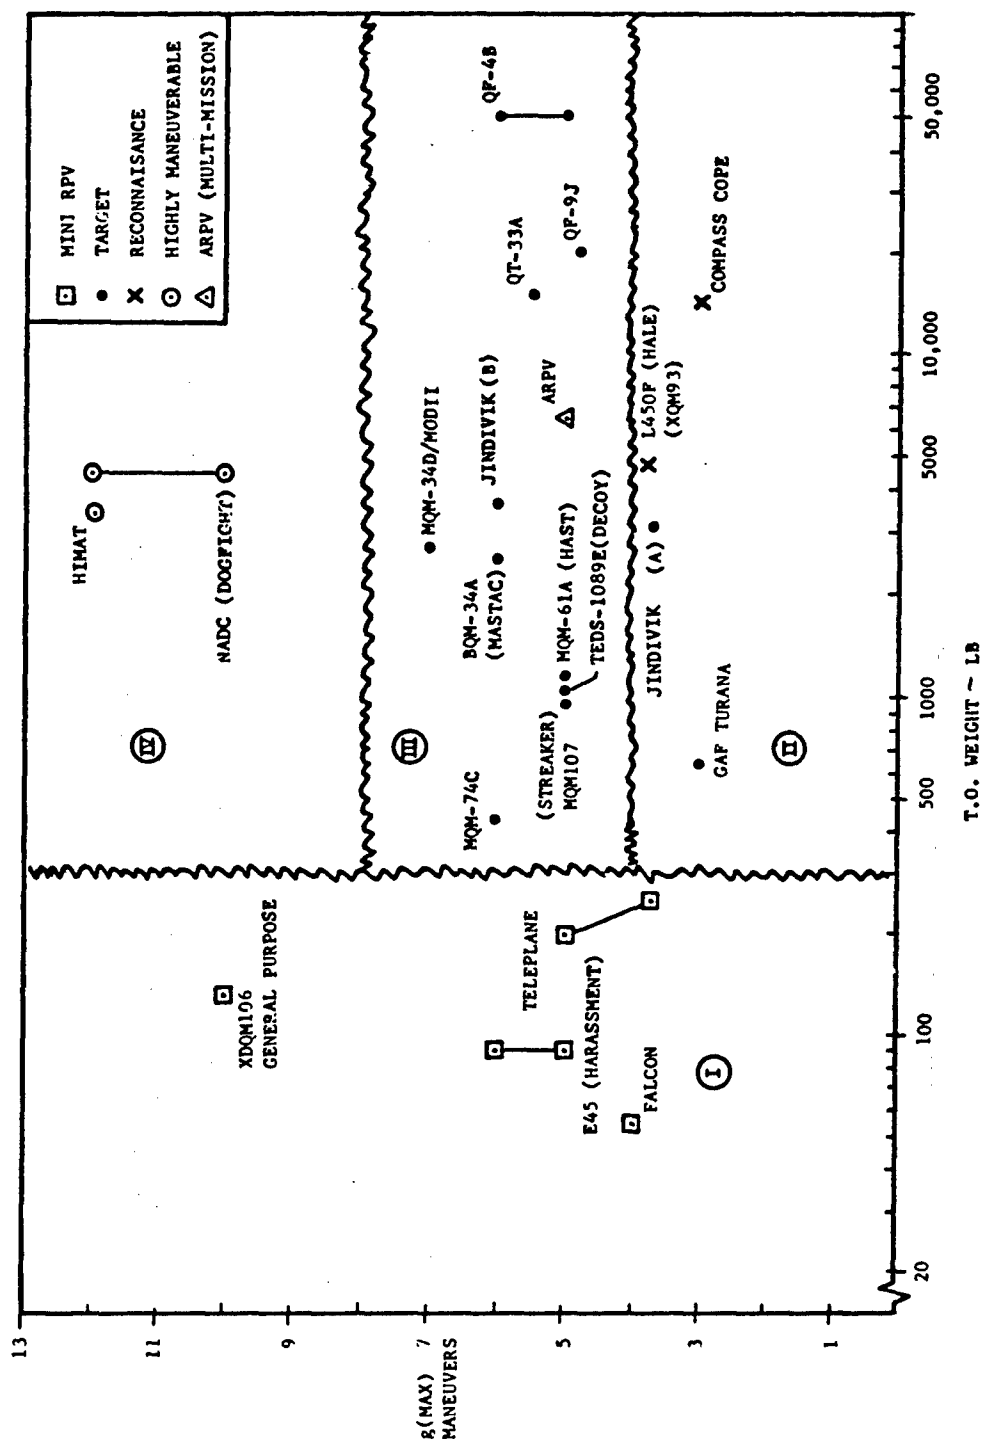 MINI RPV
TARGET
RECONNAISANCE
HIGHLY MANEUVERABLE
ARPV (MULTI-MISSION)
13
11
9
7
5
3
1
g(MAX)
MANEUVERS
IV
III
II
I
HIMAT
NADC (DOGFIGHT)
XDQM106
GENERAL PURPOSE
MQM-34D/MODII
BQM-34A
(MASTAC)
JINDIVIK (B)
QF-4B
QT-33A
QF-9J
ARPV
MQM-74C
MQM-61A (HAST)
TEDS-1089E(DECOY)
(STREAKER)
MQM107
TELEPLANE
E45 (HARASSMENT)
FALCON
L450F (HALE)
(XQM93)
JINDIVIK (A)
COMPASS COPE
GAF TURANA
20
100
500
1000
5000
10,000
50,000
T.O. WEIGHT ~ LB